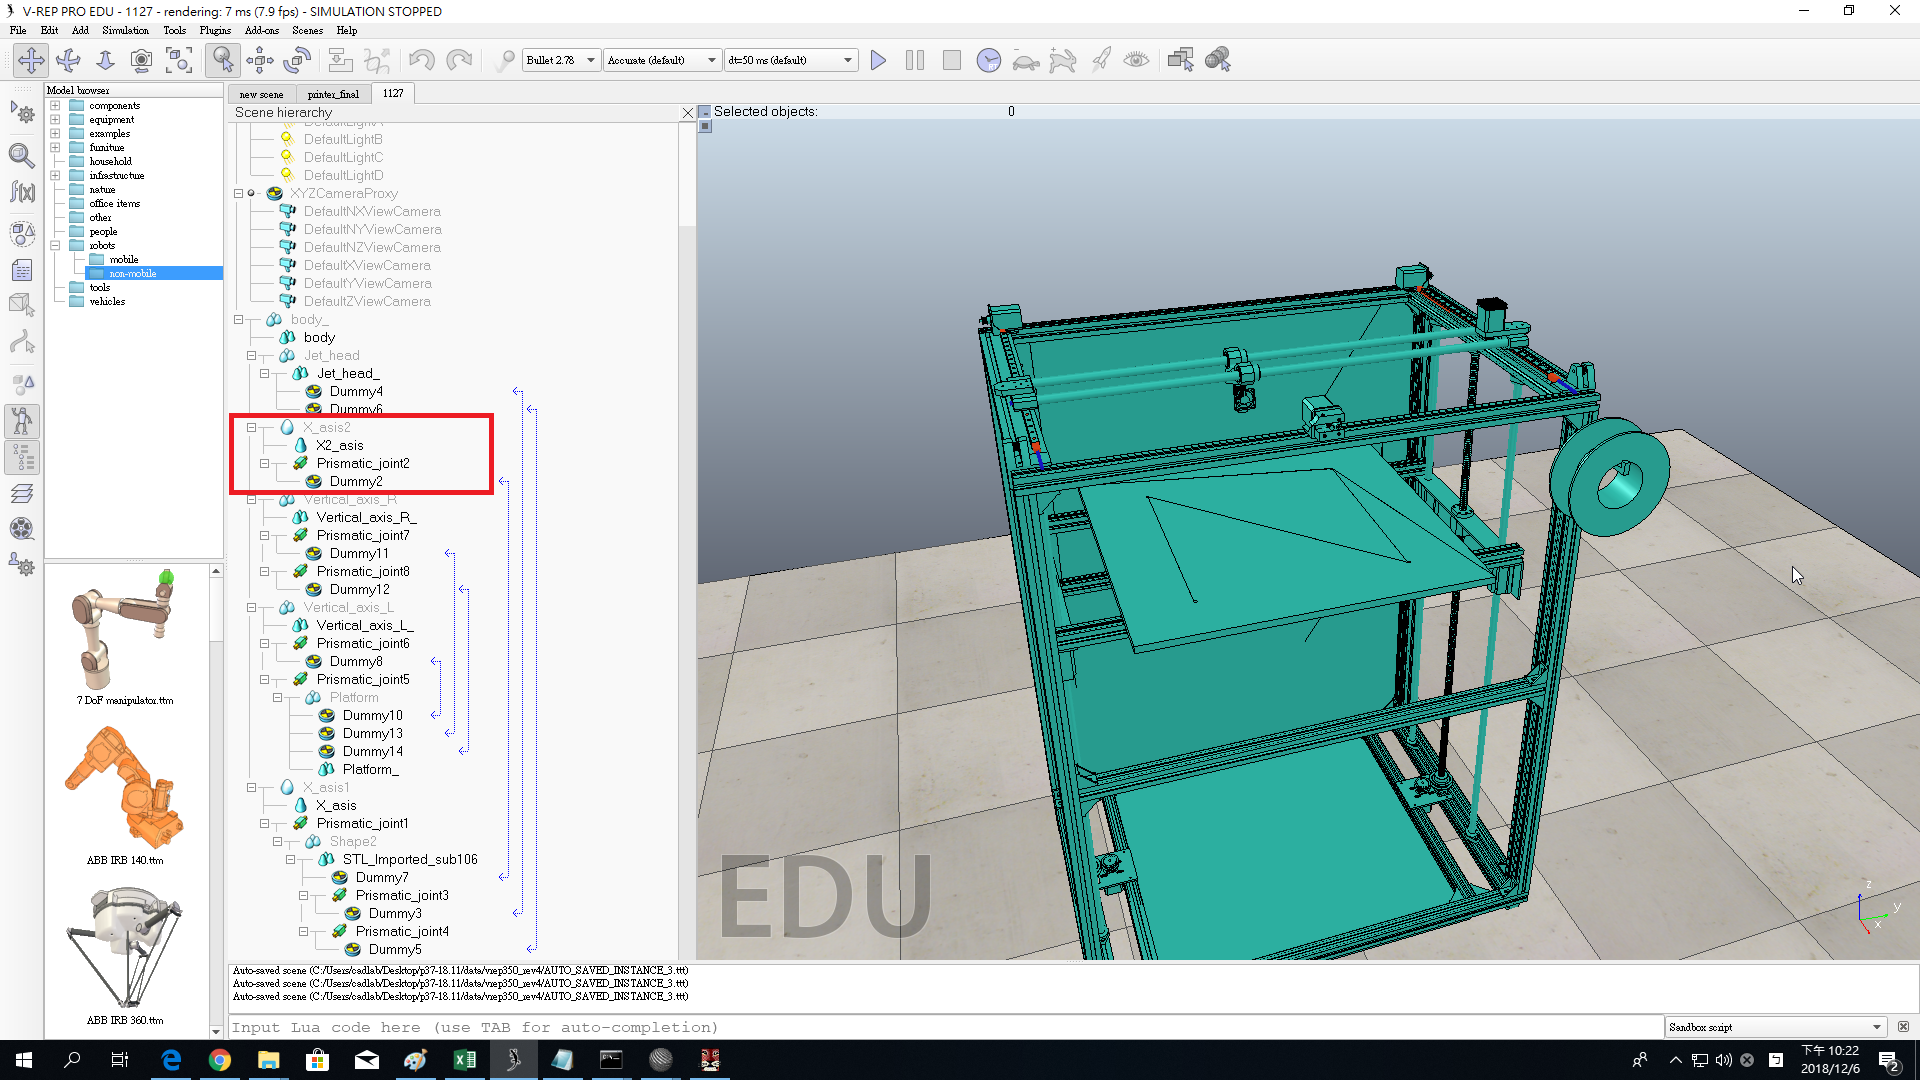 V-REP PRO EDU - 1127 - rendering: 7 ms (7.9 fps) - SIMULATION STOPPED
File Edit Add Simulation Tools Plugins Add-ons Scenes Help
Bullet 2.78 Accurate (default) dt=50 ms (default)
Model browser
components
equipment
examples
furniture
household
infrastructure
nature
office items
other
people
robots
mobile
non-mobile
tools
vehicles
7 DoF manipulator.ttm
ABB IRB 140.ttm
ABB IRB 360.ttm
new scene printer_final 1127
Scene hierarchy
DefaultLightA
DefaultLightB
DefaultLightC
DefaultLightD
XYZCameraProxy
DefaultNXViewCamera
DefaultNYViewCamera
DefaultNZViewCamera
DefaultXViewCamera
DefaultYViewCamera
DefaultZViewCamera
body_
body
Jet_head
Jet_head_
Dummy4
Dummy6
X_asis2
X2_asis
Prismatic_joint2
Dummy2
Vertical_axis_R
Vertical_axis_R_
Prismatic_joint7
Dummy11
Prismatic_joint8
Dummy12
Vertical_axis_L
Vertical_axis_L_
Prismatic_joint6
Dummy8
Prismatic_joint5
Platform
Dummy10
Dummy13
Dummy14
Platform_
X_asis1
X_asis
Prismatic_joint1
Shape2
STL_Imported_sub106
Dummy7
Prismatic_joint3
Dummy3
Prismatic_joint4
Dummy5
Selected objects: 0
EDU
z
y
x
Auto-saved scene (C:/Users/cadlab/Desktop/p37-18.11/data/vrep350_rev4/AUTO_SAVED_INSTANCE_3.ttt)
Auto-saved scene (C:/Users/cadlab/Desktop/p37-18.11/data/vrep350_rev4/AUTO_SAVED_INSTANCE_3.ttt)
Auto-saved scene (C:/Users/cadlab/Desktop/p37-18.11/data/vrep350_rev4/AUTO_SAVED_INSTANCE_3.ttt)
Input Lua code here (use TAB for auto-completion)
Sandbox script
下午 10:22
2018/12/6
2